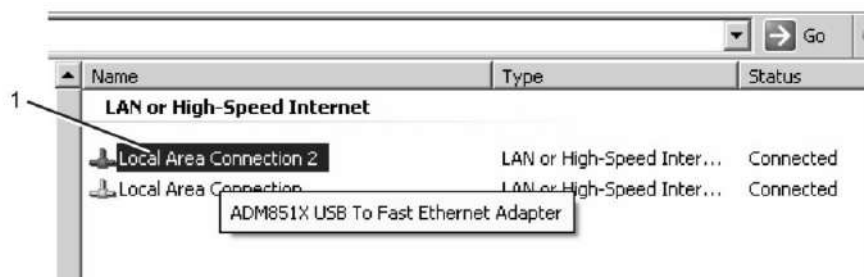 Go
Name Type Status
1
LAN or High-Speed Internet
Local Area Connection 2 LAN or High-Speed Inter... Connected
Local Area Connection LAN or High-Speed Inter... Connected
ADM851X USB To Fast Ethernet Adapter